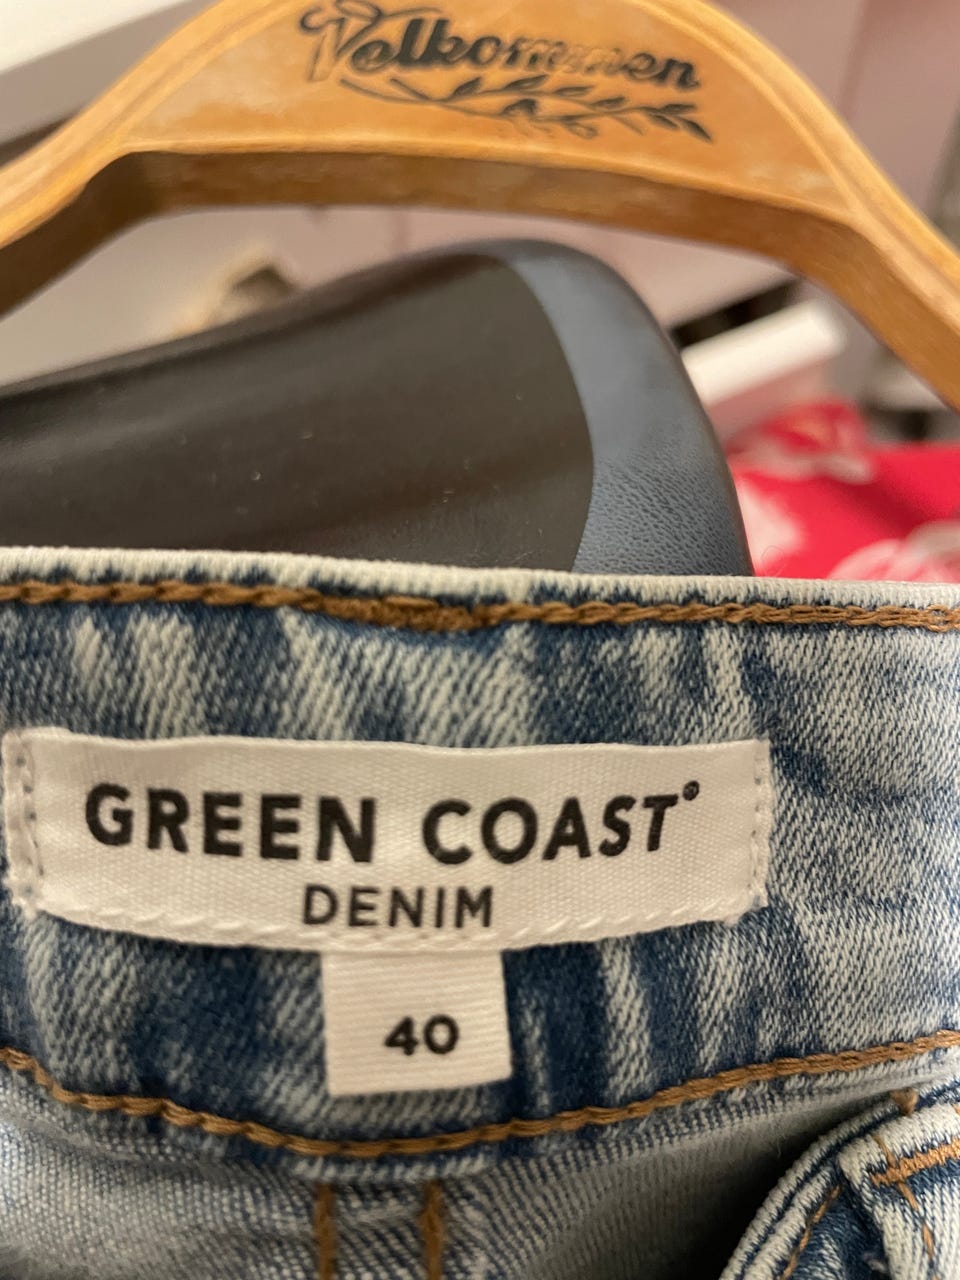 Velkommen
GREEN COAST®
DENIM
40